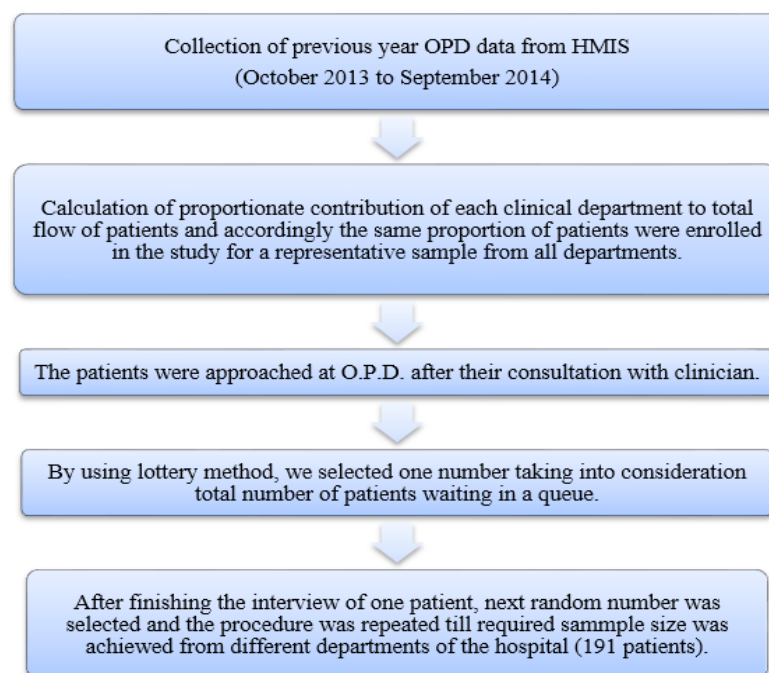 Collection of previous year OPD data from HMIS
(October 2013 to September 2014)
Calculation of proportionate contribution of each clinical department to total
flow of patients and accordingly the same proportion of patients were enrolled
in the study for a representative sample from all departments.
The patients were approached at O.P.D. after their consultation with clinician.
By using lottery method, we selected one number taking into consideration
total number of patients waiting in a queue.
After finishing the interview of one patient, next random number was
selected and the procedure was repeated till required sammple size was
achiewed from different departments of the hospital (191 patients).